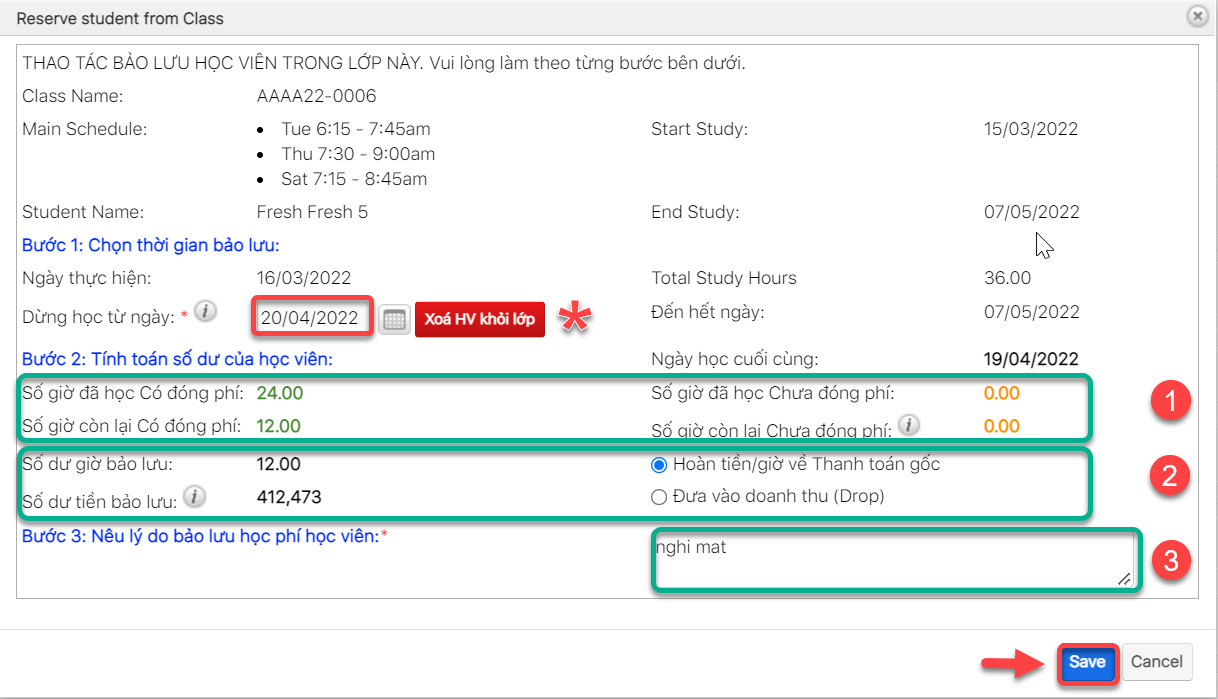 Reserve student from Class
THAO TÁC BẢO LƯU HỌC VIÊN TRONG LỚP NÀY. Vui lòng làm theo từng bước bên dưới.
Class Name: AAAA22-0006
Main Schedule: • Tue 6:15 - 7:45am Start Study: 15/03/2022
• Thu 7:30 - 9:00am
• Sat 7:15 - 8:45am
Student Name: Fresh Fresh 5 End Study: 07/05/2022
Bước 1: Chọn thời gian bảo lưu:
Ngày thực hiện: 16/03/2022 Total Study Hours 36.00
Dừng học từ ngày: * i 20/04/2022 Xoá HV khỏi lớp * Đến hết ngày: 07/05/2022
Bước 2: Tính toán số dư của học viên: Ngày học cuối cùng: 19/04/2022
Số giờ đã học Có đóng phí: 24.00 Số giờ đã học Chưa đóng phí: 0.00 1
Số giờ còn lại Có đóng phí: 12.00 Số giờ còn lại Chưa đóng phí: i 0.00
Số dư giờ bảo lưu: 12.00 Hoàn tiền/giờ về Thanh toán gốc 2
Số dư tiền bảo lưu: i 412,473 Đưa vào doanh thu (Drop)
Bước 3: Nêu lý do bảo lưu học phí học viên:* nghi mat 3
Save Cancel